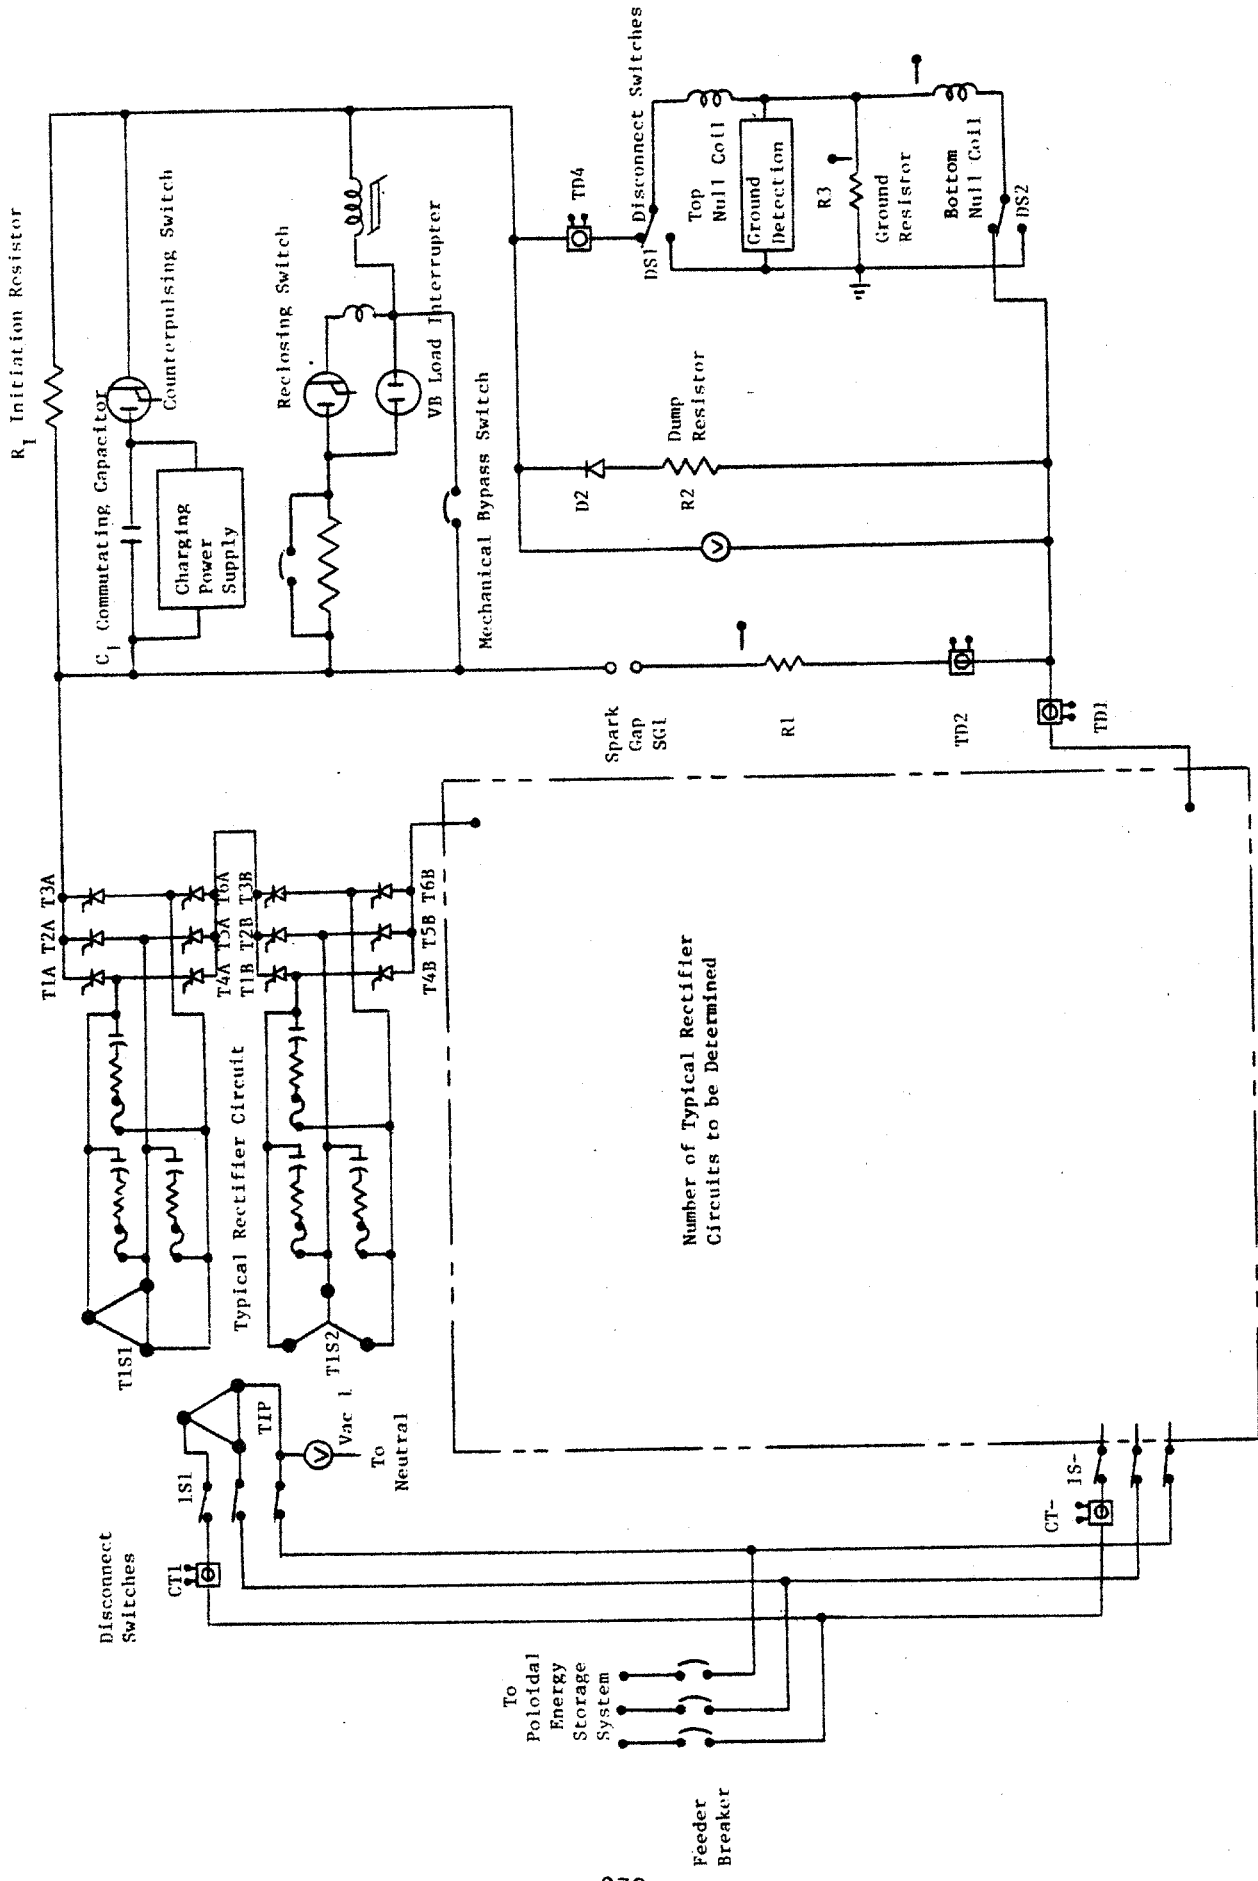 R1 Initiation Resistor
C1 Commutating Capacitor
Counterpulsing Switch
Charging
Power
Supply
Reclosing Switch
VB Load Interrupter
Mechanical Bypass Switch
TD4
Disconnect Switches
DS1
Top
Null Coil
Ground
Detection
R3
Ground
Resistor
Bottom
Null Coil
DS2
D2
R2
Dump
Resistor
V
Spark
Gap
SG1
R1
TD2
TD1
T1A T2A T3A
T4A T5A T6A
T1B T2B T3B
T4B T5B T6B
Typical Rectifier Circuit
T1S1
T1S2
Number of Typical Rectifier
Circuits to be Determined
T1P
V
Vac 1
To
Neutral
1S1
Disconnect
Switches
CT1
1S-
CT-
To
Poloidal
Energy
Storage
System
Feeder
Breaker